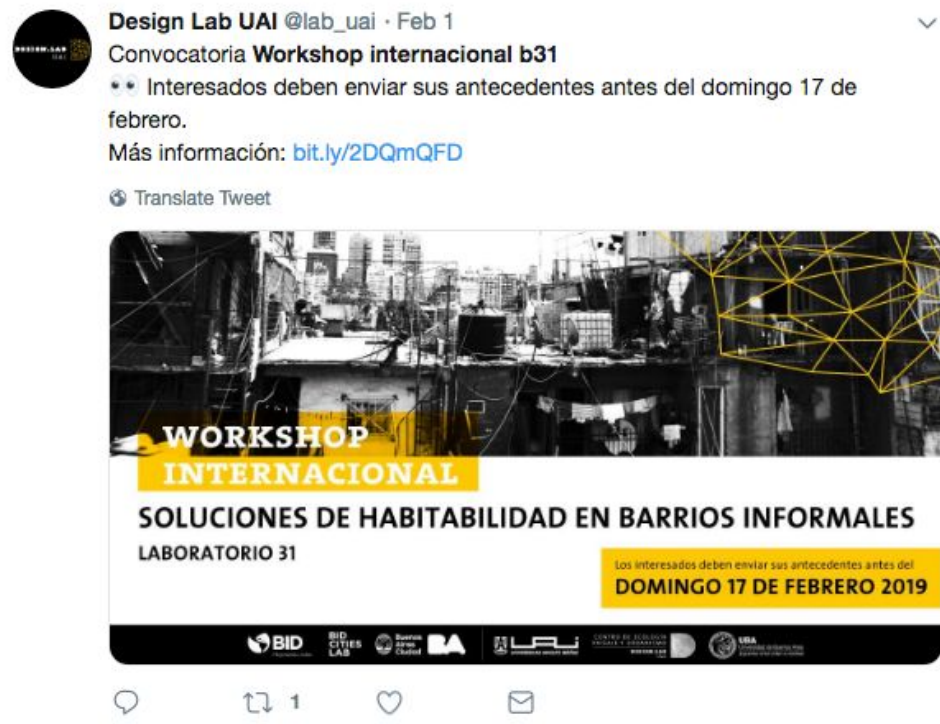 Design Lab UAI @lab_uai · Feb 1
Convocatoria Workshop internacional b31
👀 Interesados deben enviar sus antecedentes antes del domingo 17 de
febrero.
Más información: bit.ly/2DQmQFD
Translate Tweet
WORKSHOP
INTERNACIONAL
SOLUCIONES DE HABITABILIDAD EN BARRIOS INFORMALES
LABORATORIO 31
Los interesados deben enviar sus antecedentes antes del
DOMINGO 17 DE FEBRERO 2019
BID
BID
CITIES
LAB
Buenos
Aires
Ciudad
BA
UAI
UBA
1